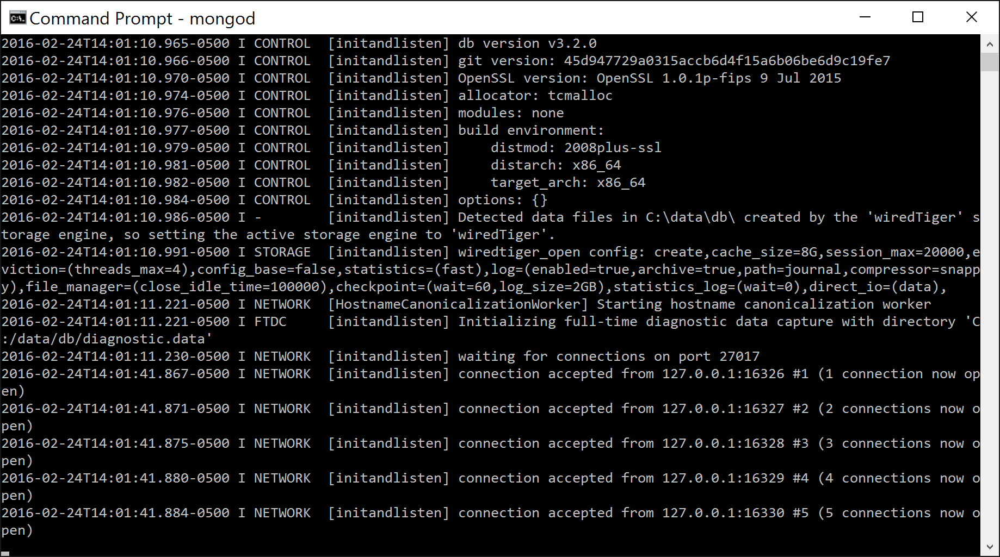 Command Prompt - mongod
2016-02-24T14:01:10.965-0500 I CONTROL  [initandlisten] db version v3.2.0
2016-02-24T14:01:10.966-0500 I CONTROL  [initandlisten] git version: 45d947729a0315accb6d4f15a6b06be6d9c19fe7
2016-02-24T14:01:10.970-0500 I CONTROL  [initandlisten] OpenSSL version: OpenSSL 1.0.1p-fips 9 Jul 2015
2016-02-24T14:01:10.974-0500 I CONTROL  [initandlisten] allocator: tcmalloc
2016-02-24T14:01:10.976-0500 I CONTROL  [initandlisten] modules: none
2016-02-24T14:01:10.977-0500 I CONTROL  [initandlisten] build environment:
2016-02-24T14:01:10.979-0500 I CONTROL  [initandlisten]     distmod: 2008plus-ssl
2016-02-24T14:01:10.981-0500 I CONTROL  [initandlisten]     distarch: x86_64
2016-02-24T14:01:10.982-0500 I CONTROL  [initandlisten]     target_arch: x86_64
2016-02-24T14:01:10.984-0500 I CONTROL  [initandlisten] options: {}
2016-02-24T14:01:10.986-0500 I -        [initandlisten] Detected data files in C:\data\db\ created by the 'wiredTiger' s
torage engine, so setting the active storage engine to 'wiredTiger'.
2016-02-24T14:01:10.991-0500 I STORAGE  [initandlisten] wiredtiger_open config: create,cache_size=8G,session_max=20000,e
viction=(threads_max=4),config_base=false,statistics=(fast),log=(enabled=true,archive=true,path=journal,compressor=snapp
y),file_manager=(close_idle_time=100000),checkpoint=(wait=60,log_size=2GB),statistics_log=(wait=0),direct_io=(data),
2016-02-24T14:01:11.221-0500 I NETWORK  [HostnameCanonicalizationWorker] Starting hostname canonicalization worker
2016-02-24T14:01:11.221-0500 I FTDC     [initandlisten] Initializing full-time diagnostic data capture with directory 'C
:/data/db/diagnostic.data'
2016-02-24T14:01:11.230-0500 I NETWORK  [initandlisten] waiting for connections on port 27017
2016-02-24T14:01:41.867-0500 I NETWORK  [initandlisten] connection accepted from 127.0.0.1:16326 #1 (1 connection now op
en)
2016-02-24T14:01:41.871-0500 I NETWORK  [initandlisten] connection accepted from 127.0.0.1:16327 #2 (2 connections now o
pen)
2016-02-24T14:01:41.875-0500 I NETWORK  [initandlisten] connection accepted from 127.0.0.1:16328 #3 (3 connections now o
pen)
2016-02-24T14:01:41.880-0500 I NETWORK  [initandlisten] connection accepted from 127.0.0.1:16329 #4 (4 connections now o
pen)
2016-02-24T14:01:41.884-0500 I NETWORK  [initandlisten] connection accepted from 127.0.0.1:16330 #5 (5 connections now o
pen)